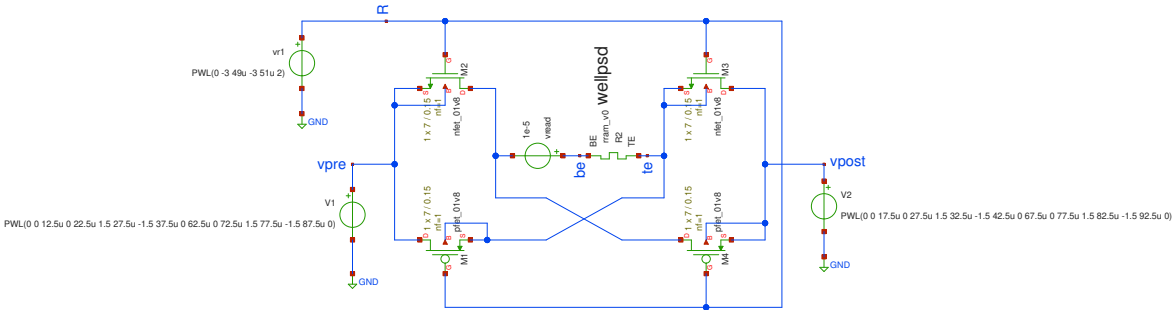 R
vr1
PWL(0 -3 49u -3 51u 2)
GND
G
M2
S
B
D
1 x 7 / 0.15
nf=1
nfet_01v8
G
M3
S
B
D
1 x 7 / 0.15
nf=1
nfet_01v8
wellpsd
1e-5
vread
be
BE
rram_v0
R2
TE
te
vpre
vpost
V1
PWL(0 0 12.5u 0 22.5u 1.5 27.5u -1.5 37.5u 0 62.5u 0 72.5u 1.5 77.5u -1.5 87.5u 0)
GND
1 x 7 / 0.15
nf=1
pfet_01v8
D
B
S
M1
G
1 x 7 / 0.15
nf=1
pfet_01v8
D
B
S
M4
G
V2
PWL(0 0 17.5u 0 27.5u 1.5 32.5u -1.5 42.5u 0 67.5u 0 77.5u 1.5 82.5u -1.5 92.5u 0)
GND